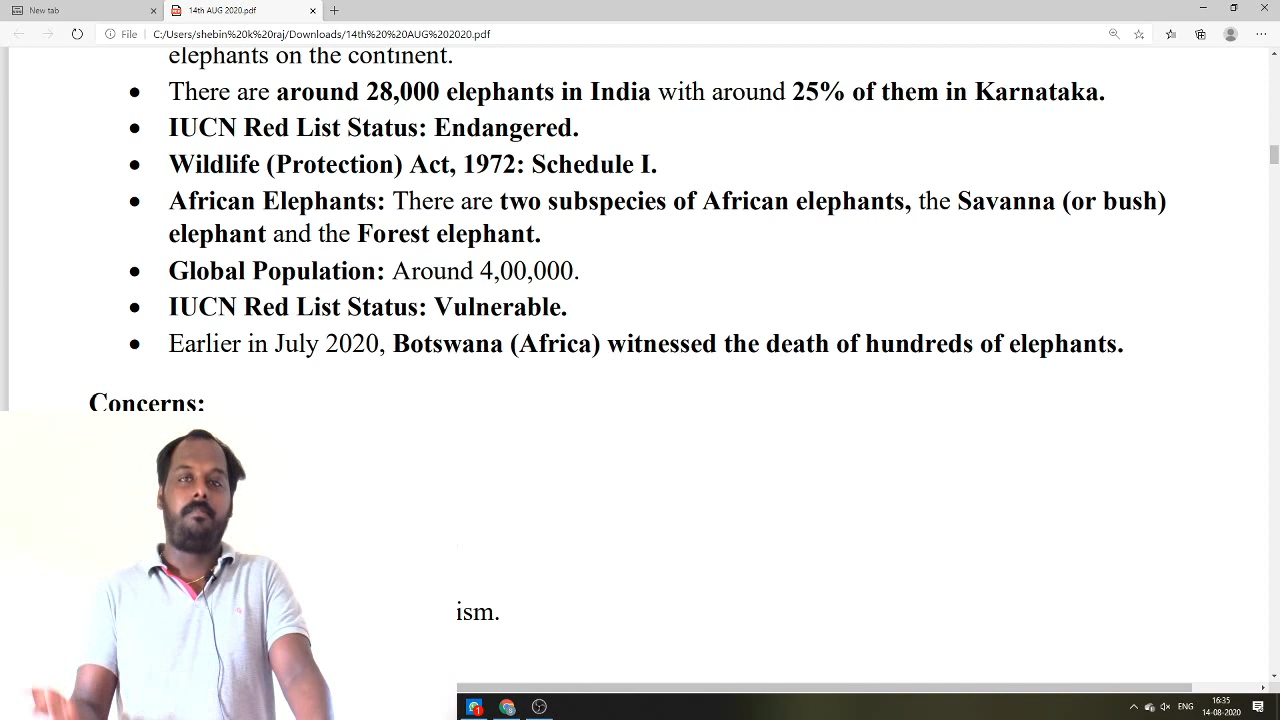 New tab
14th AUG 2020.pdf
File
C:/Users/shebin%20k%20raj/Downloads/14th%20%20AUG%202020.pdf
elephants on the continent.
• There are around 28,000 elephants in India with around 25% of them in Karnataka.
• IUCN Red List Status: Endangered.
• Wildlife (Protection) Act, 1972: Schedule I.
• African Elephants: There are two subspecies of African elephants, the Savanna (or bush)
elephant and the Forest elephant.
• Global Population: Around 4,00,000.
• IUCN Red List Status: Vulnerable.
• Earlier in July 2020, Botswana (Africa) witnessed the death of hundreds of elephants.
Concerns:
ism.
ENG
16:35
14-08-2020